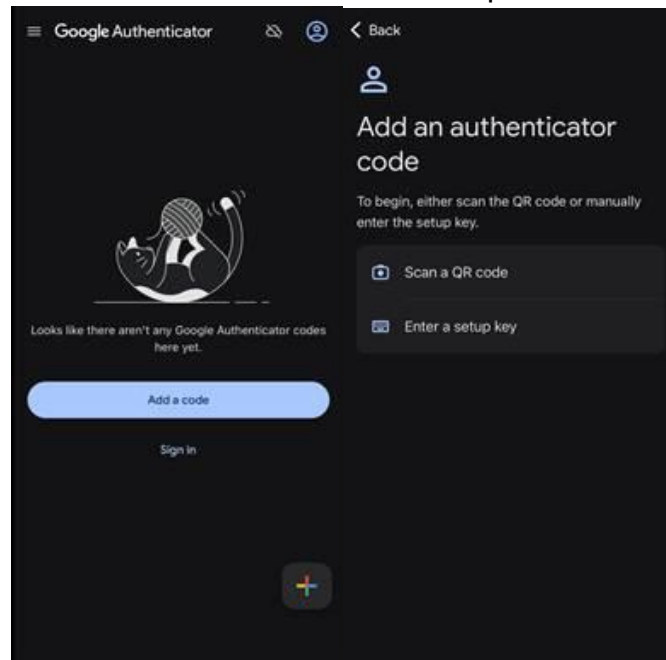 Google Authenticator
Looks like there aren't any Google Authenticator codes
here yet.
Add a code
Sign in
Back
Add an authenticator
code
To begin, either scan the QR code or manually
enter the setup key.
Scan a QR code
Enter a setup key